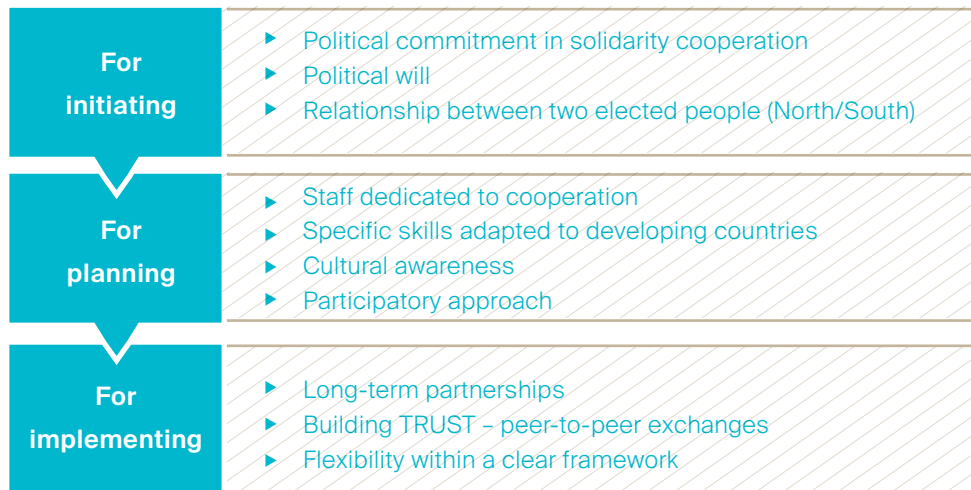 For
initiating
Political commitment in solidarity cooperation
Political will
Relationship between two elected people (North/South)
For
planning
Staff dedicated to cooperation
Specific skills adapted to developing countries
Cultural awareness
Participatory approach
For
implementing
Long-term partnerships
Building TRUST – peer-to-peer exchanges
Flexibility within a clear framework